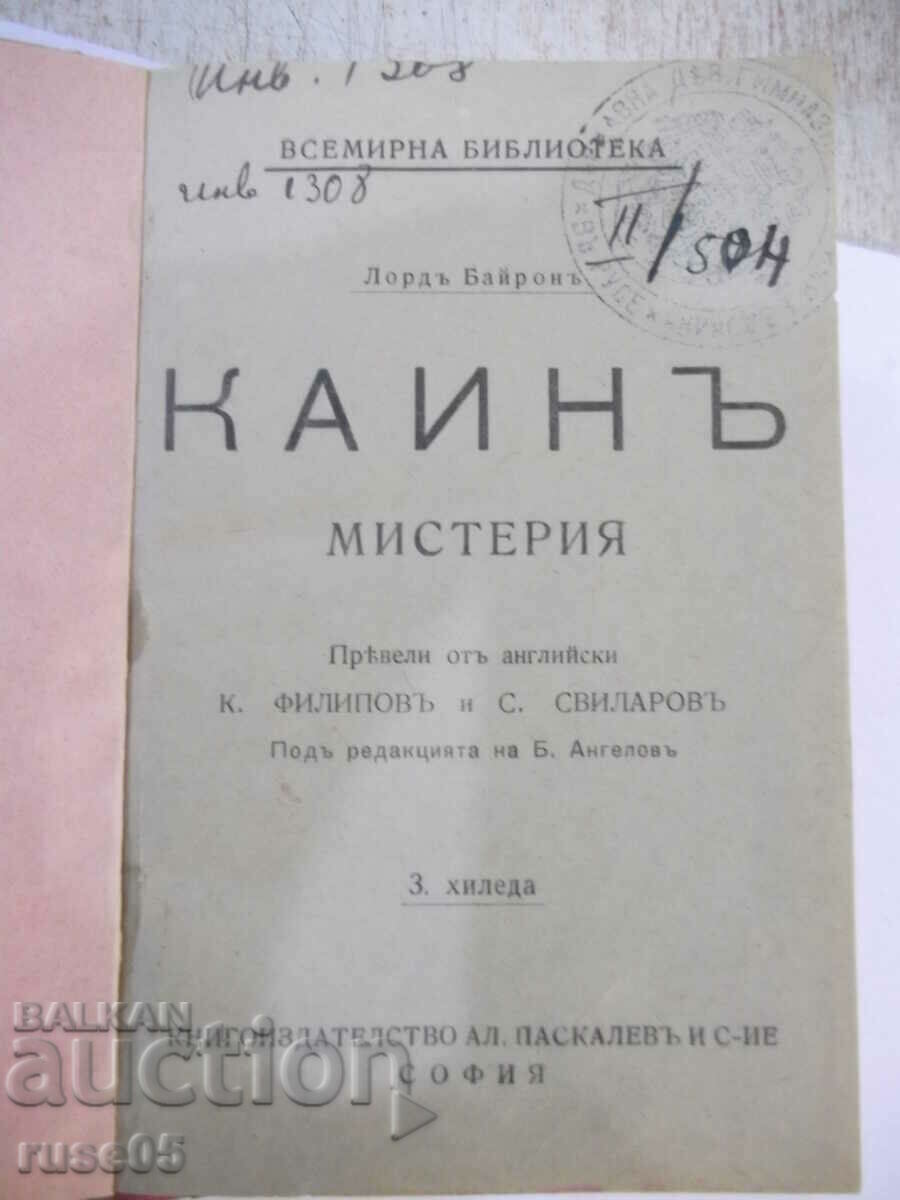 Инв. 1308
ВСЕМИРНА БИБЛИОТЕКА
инв 1308
II/504
Лордъ Байронъ
КАИНЪ
МИСТЕРИЯ
Прѣвели отъ английски
К. ФИЛИПОВЪ и С. СВИЛАРОВЪ
Подъ редакцията на Б. Ангеловъ
3. хиледа
КНИГОИЗДАТЕЛСТВО АЛ. ПАСКАЛЕВЪ И С-ИЕ
СОФИЯ
BALKAN
auction
ruse05